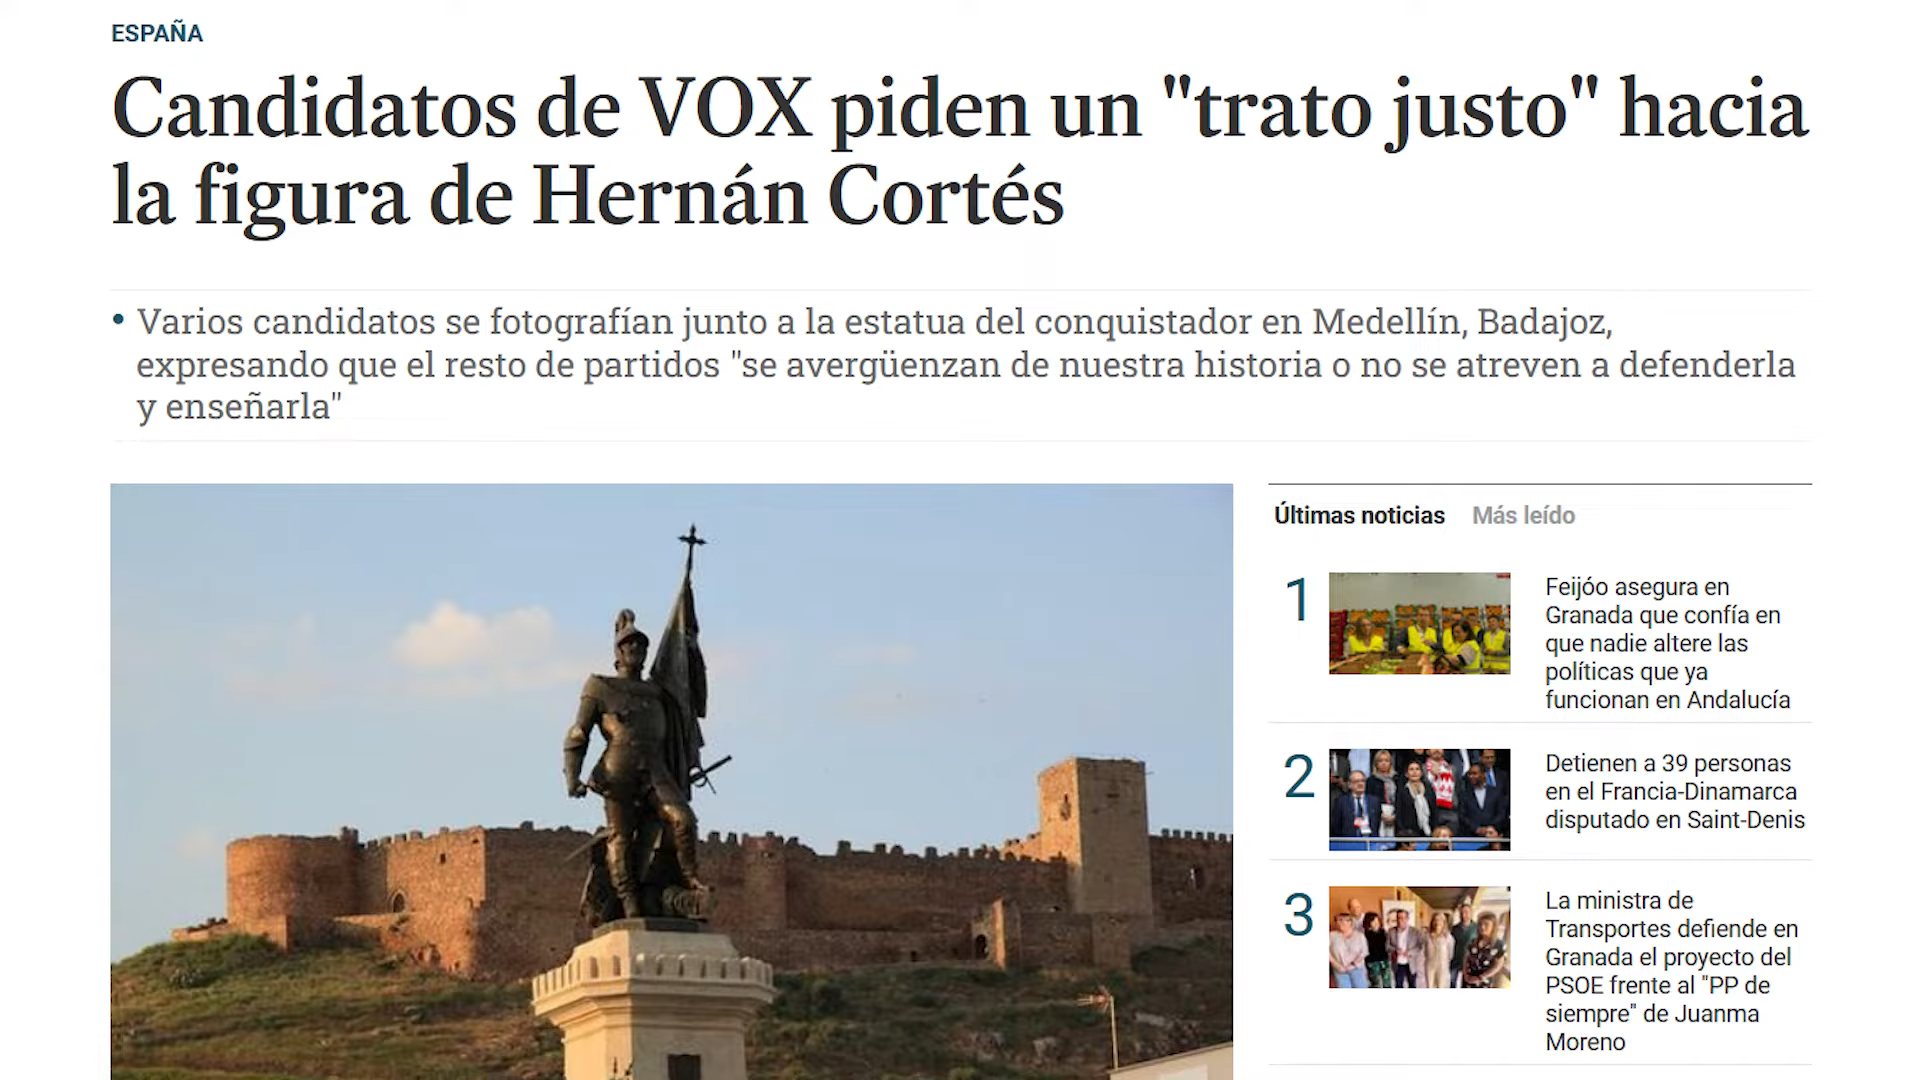 ESPAÑA
Candidatos de VOX piden un "trato justo" hacia
la figura de Hernán Cortés
• Varios candidatos se fotografían junto a la estatua del conquistador en Medellín, Badajoz,
expresando que el resto de partidos "se avergüenzan de nuestra historia o no se atreven a defenderla
y enseñarla"
Últimas noticias Más leído
1
Feijóo asegura en
Granada que confía en
que nadie altere las
políticas que ya
funcionan en Andalucía
2
Detienen a 39 personas
en el Francia-Dinamarca
disputado en Saint-Denis
3
La ministra de
Transportes defiende en
Granada el proyecto del
PSOE frente al "PP de
siempre" de Juanma
Moreno